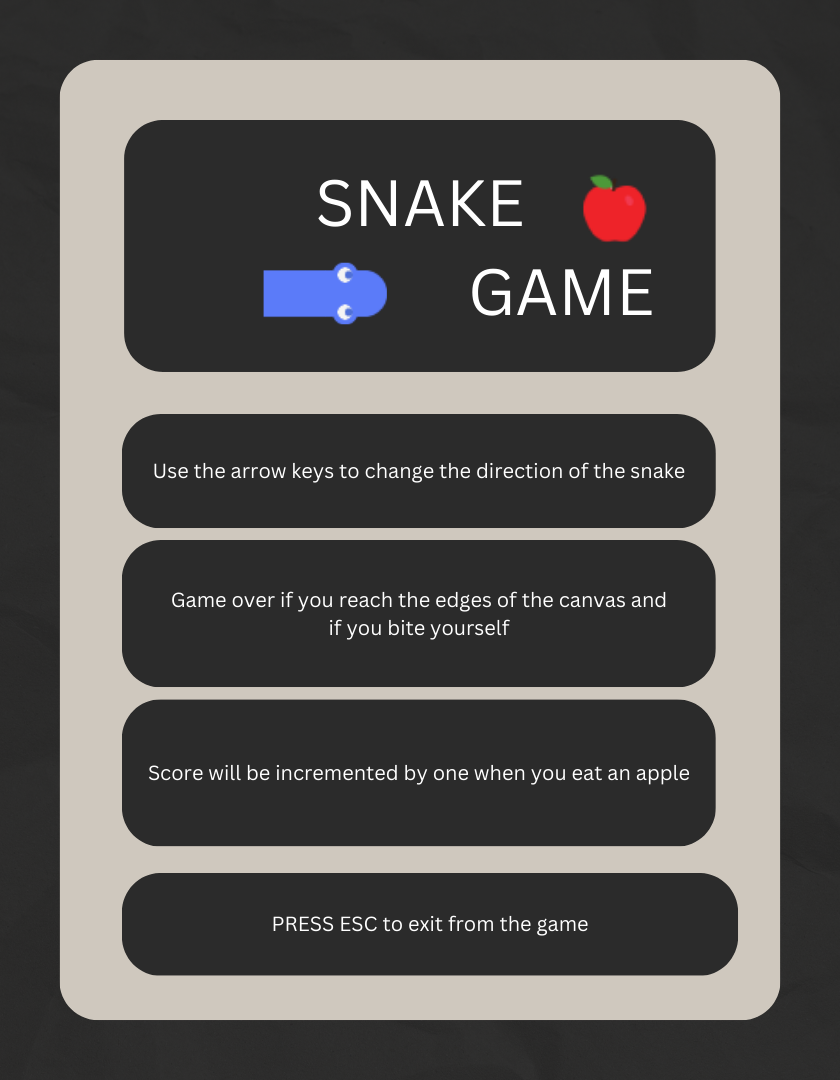 SNAKE
GAME
Use the arrow keys to change the direction of the snake
Game over if you reach the edges of the canvas and
if you bite yourself
Score will be incremented by one when you eat an apple
PRESS ESC to exit from the game